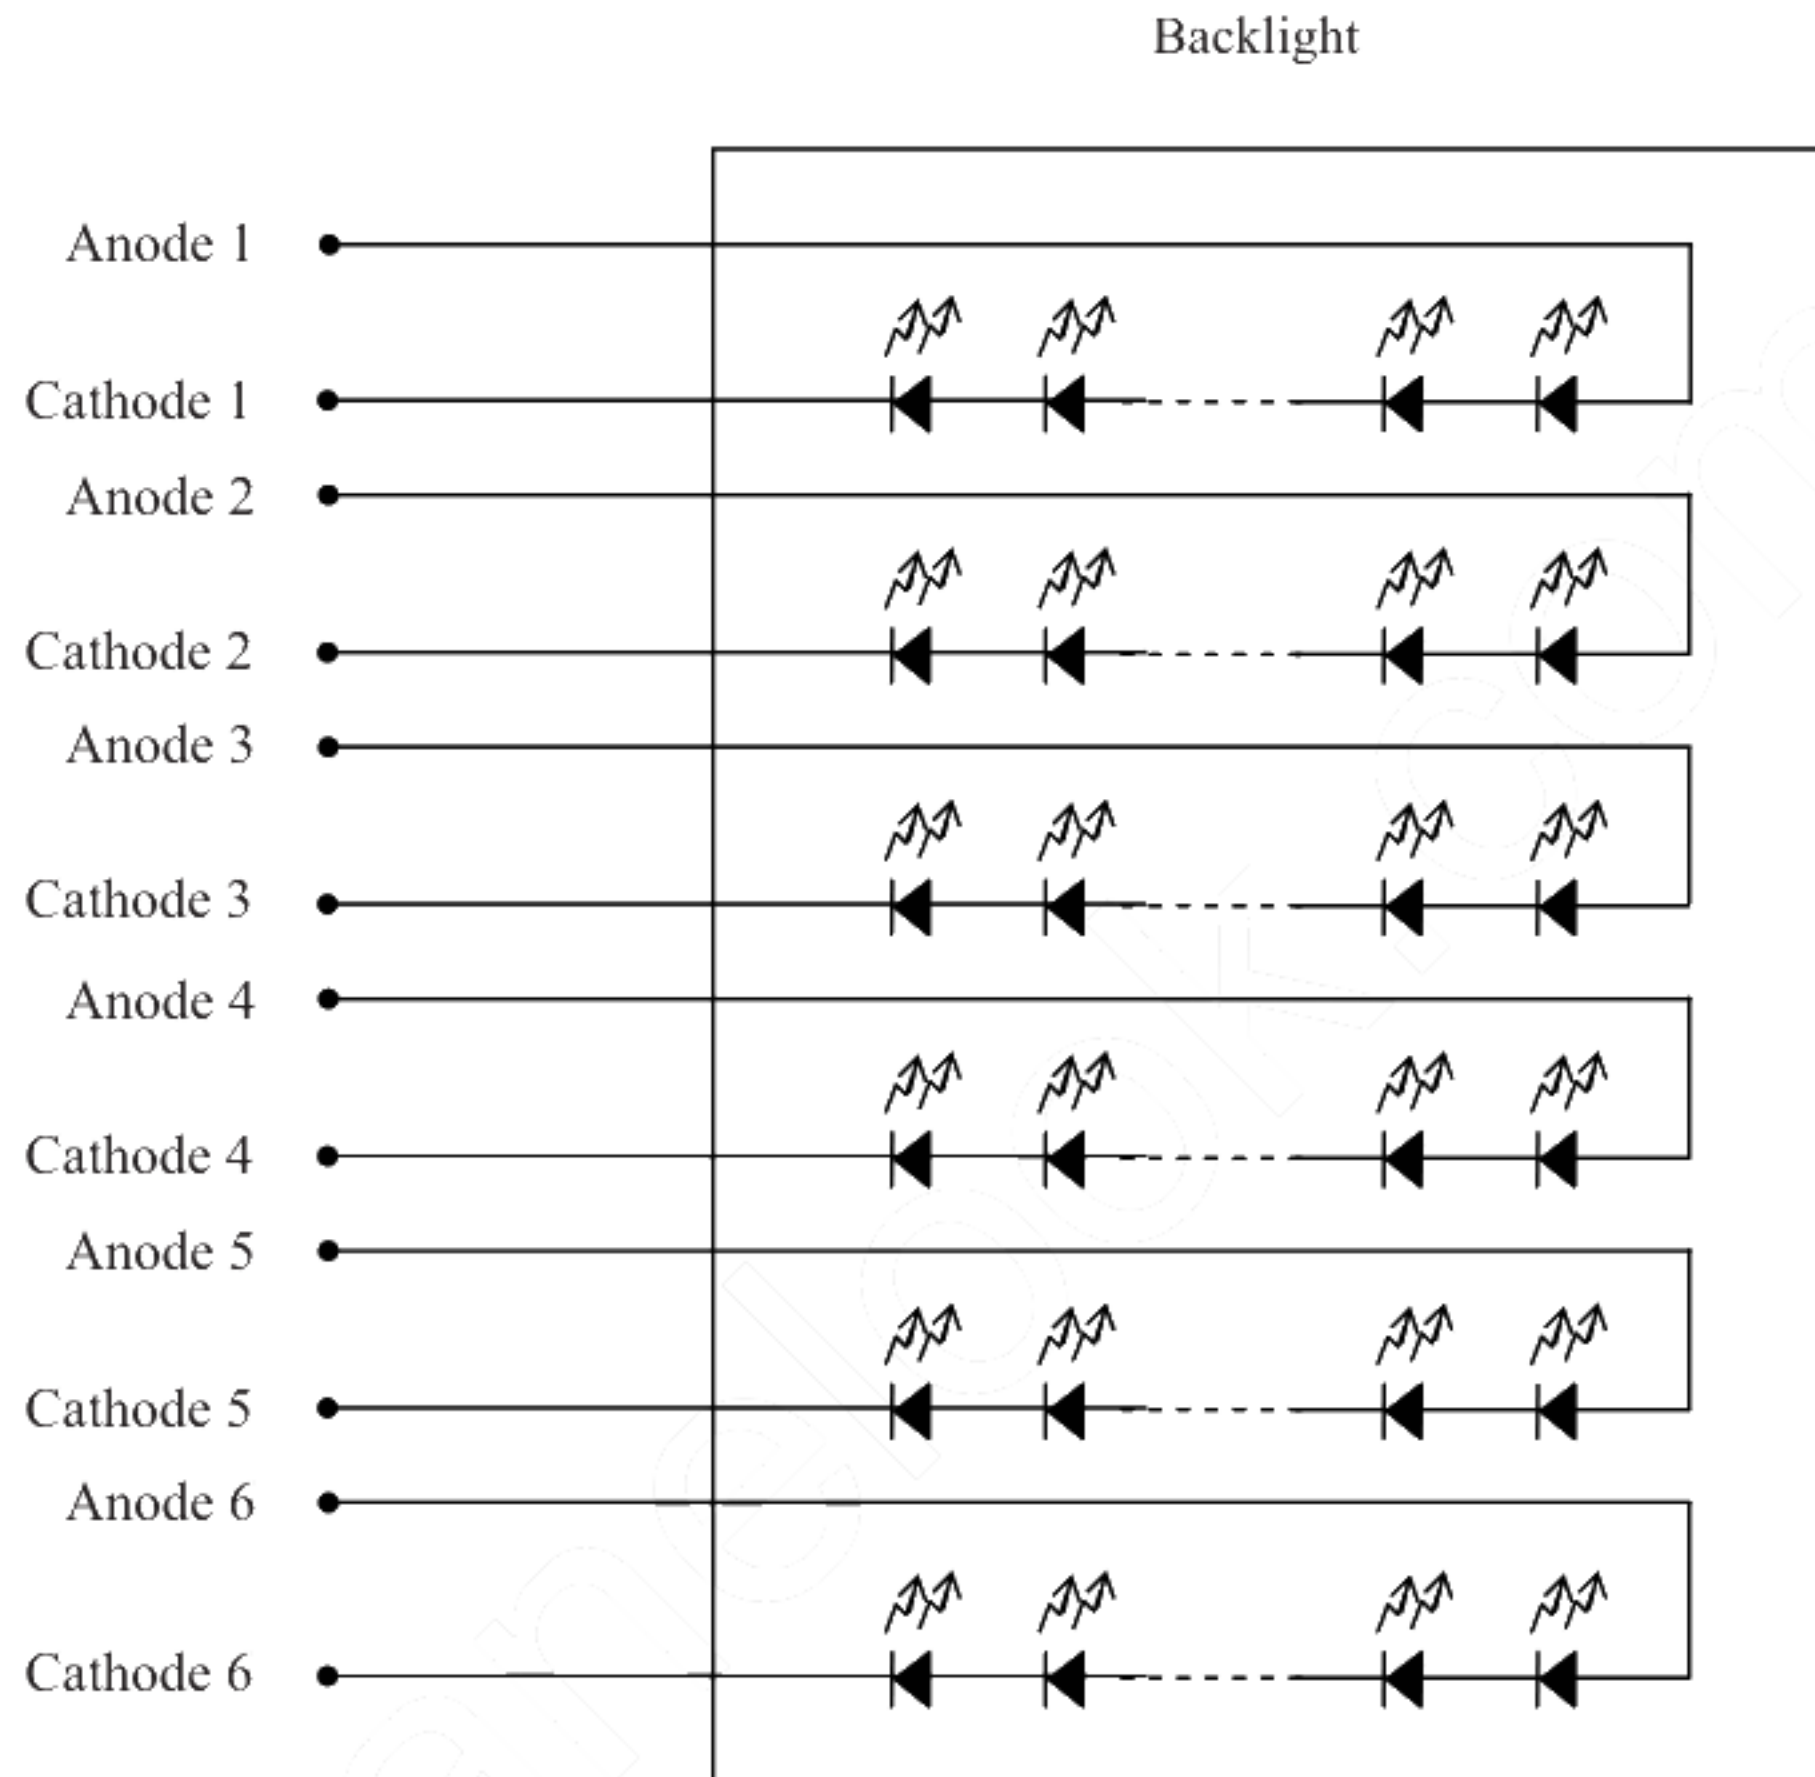 Backlight
Anode 1
Cathode 1
Anode 2
Cathode 2
Anode 3
Cathode 3
Anode 4
Cathode 4
Anode 5
Cathode 5
Anode 6
Cathode 6